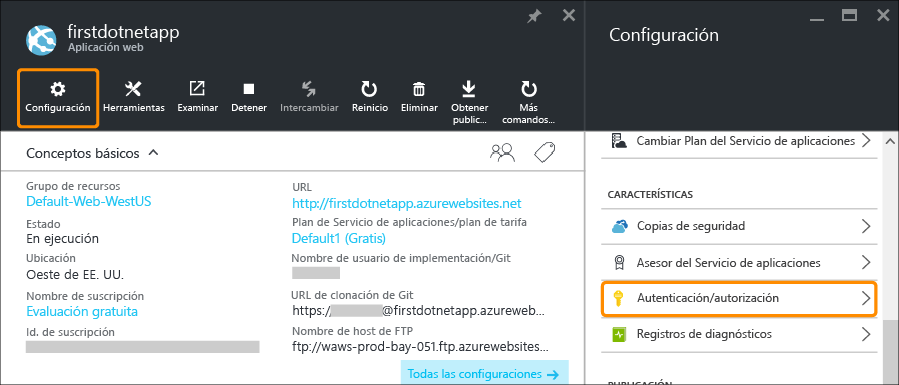 firstdotnetapp
Aplicación web
Configuración
Herramientas
Examinar
Detener
Intercambiar
Reinicio
Eliminar
Obtener
public...
Más
comandos...
Conceptos básicos
Grupo de recursos
Default-Web-WestUS
Estado
En ejecución
Ubicación
Oeste de EE. UU.
Nombre de suscripción
Evaluación gratuita
Id. de suscripción
URL
http://firstdotnetapp.azurewebsites.net
Plan de Servicio de aplicaciones/plan de tarifa
Default1 (Gratis)
Nombre de usuario de implementación/Git
URL de clonación de Git
https:/ @firstdotnetapp.azureweb...
Nombre de host de FTP
ftp://waws-prod-bay-051.ftp.azurewebsites...
Todas las configuraciones
Configuración
Cambiar Plan del Servicio de aplicaciones
CARACTERÍSTICAS
Copias de seguridad
Asesor del Servicio de aplicaciones
Autenticación/autorización
Registros de diagnósticos